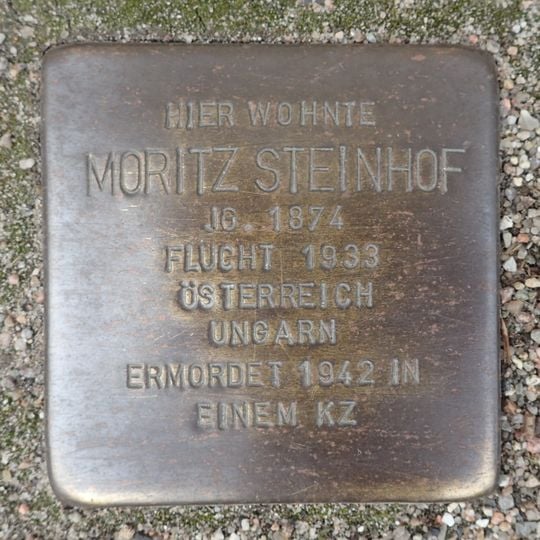 HIER WOHNTE
MORITZ STEINHOF
JG. 1874
FLUCHT 1933
ÖSTERREICH
UNGARN
ERMORDET 1942 IN
EINEM KZ